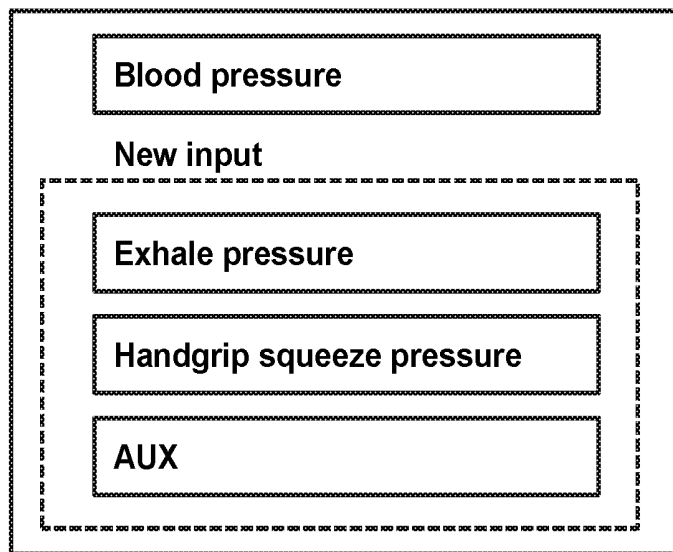 Blood pressure
New input
Exhale pressure
Handgrip squeeze pressure
AUX